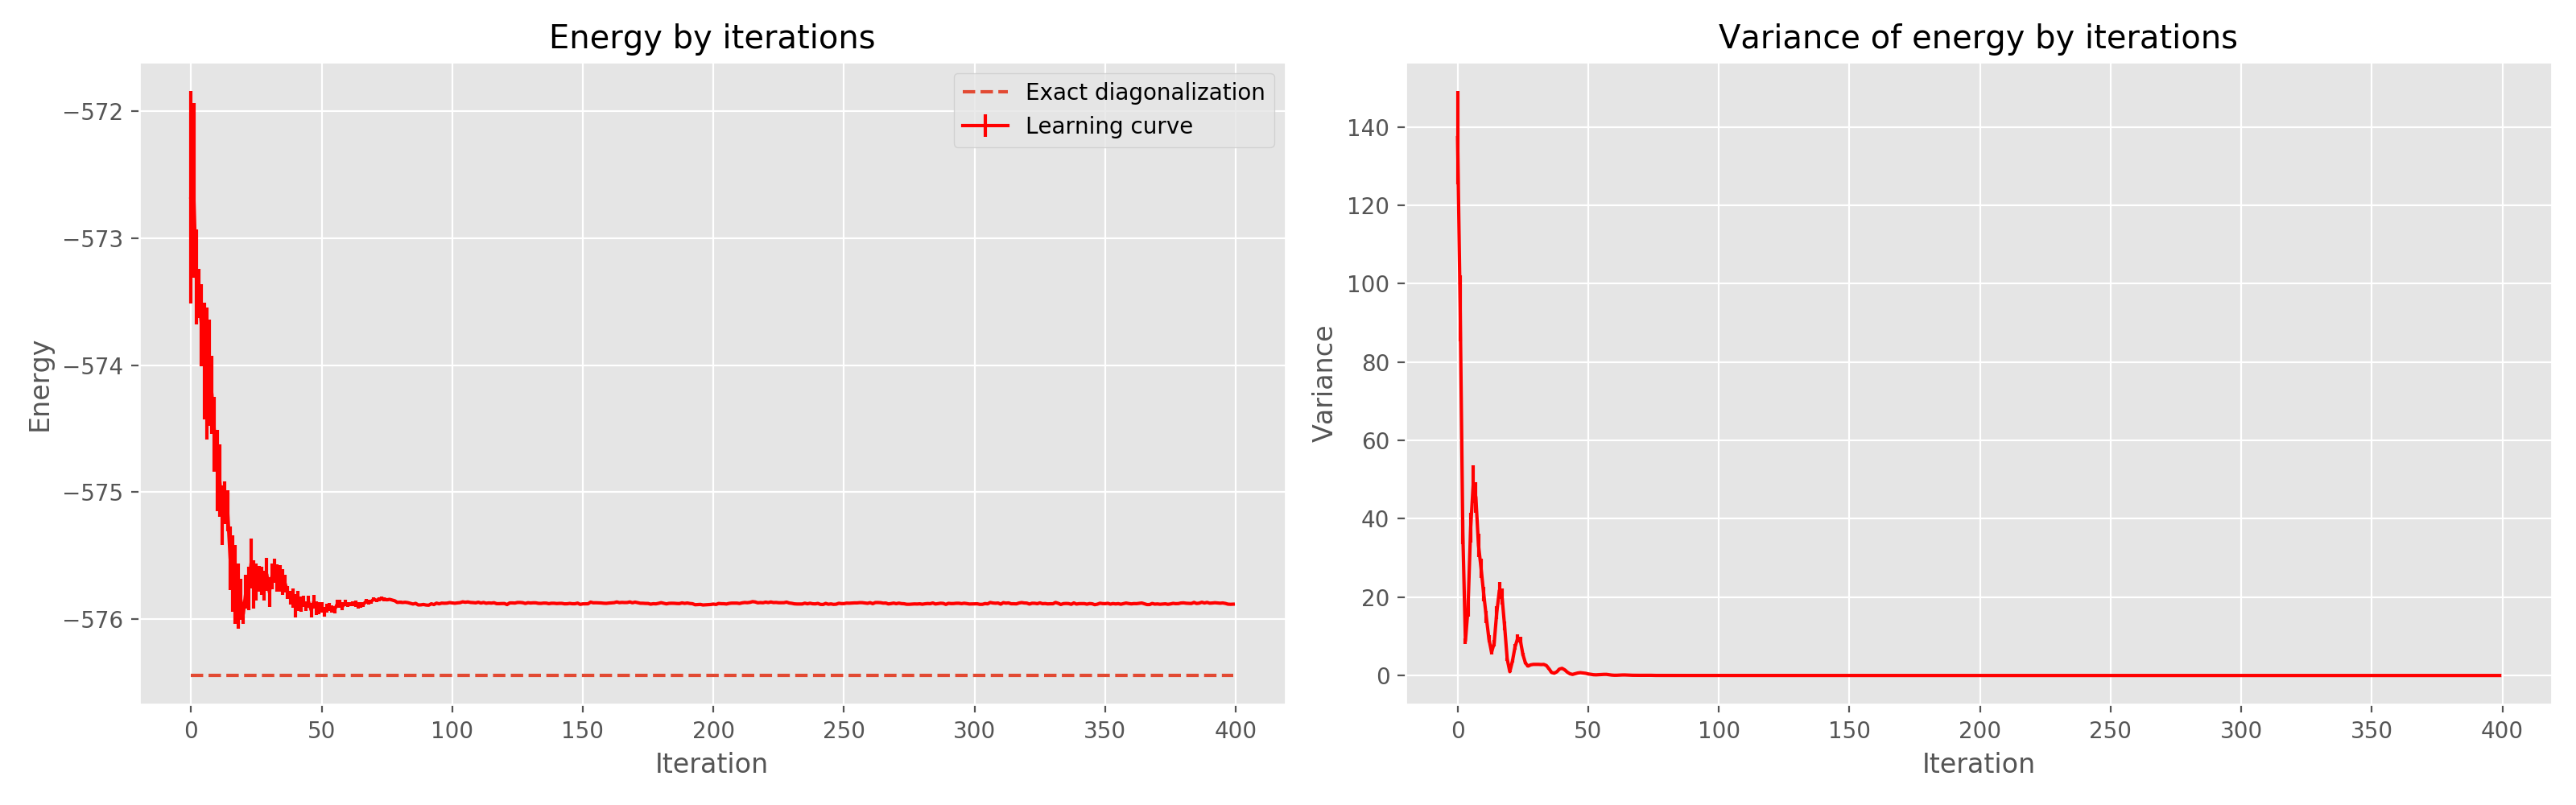 Energy by iterations
Exact diagonalization
Learning curve
−572
−573
−574
−575
−576
Energy
0 50 100 150 200 250 300 350 400
Iteration
Variance of energy by iterations
140
120
100
80
60
40
20
0
Variance
0 50 100 150 200 250 300 350 400
Iteration